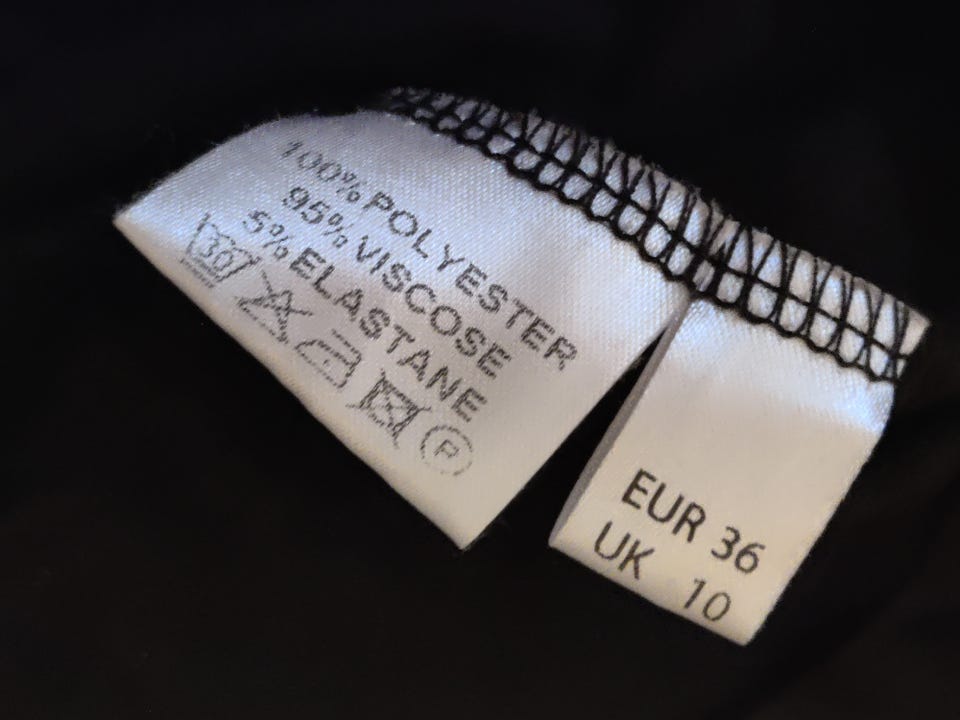 100% POLYESTER
95% VISCOSE
5% ELASTANE
30 P
EUR 36
UK 10